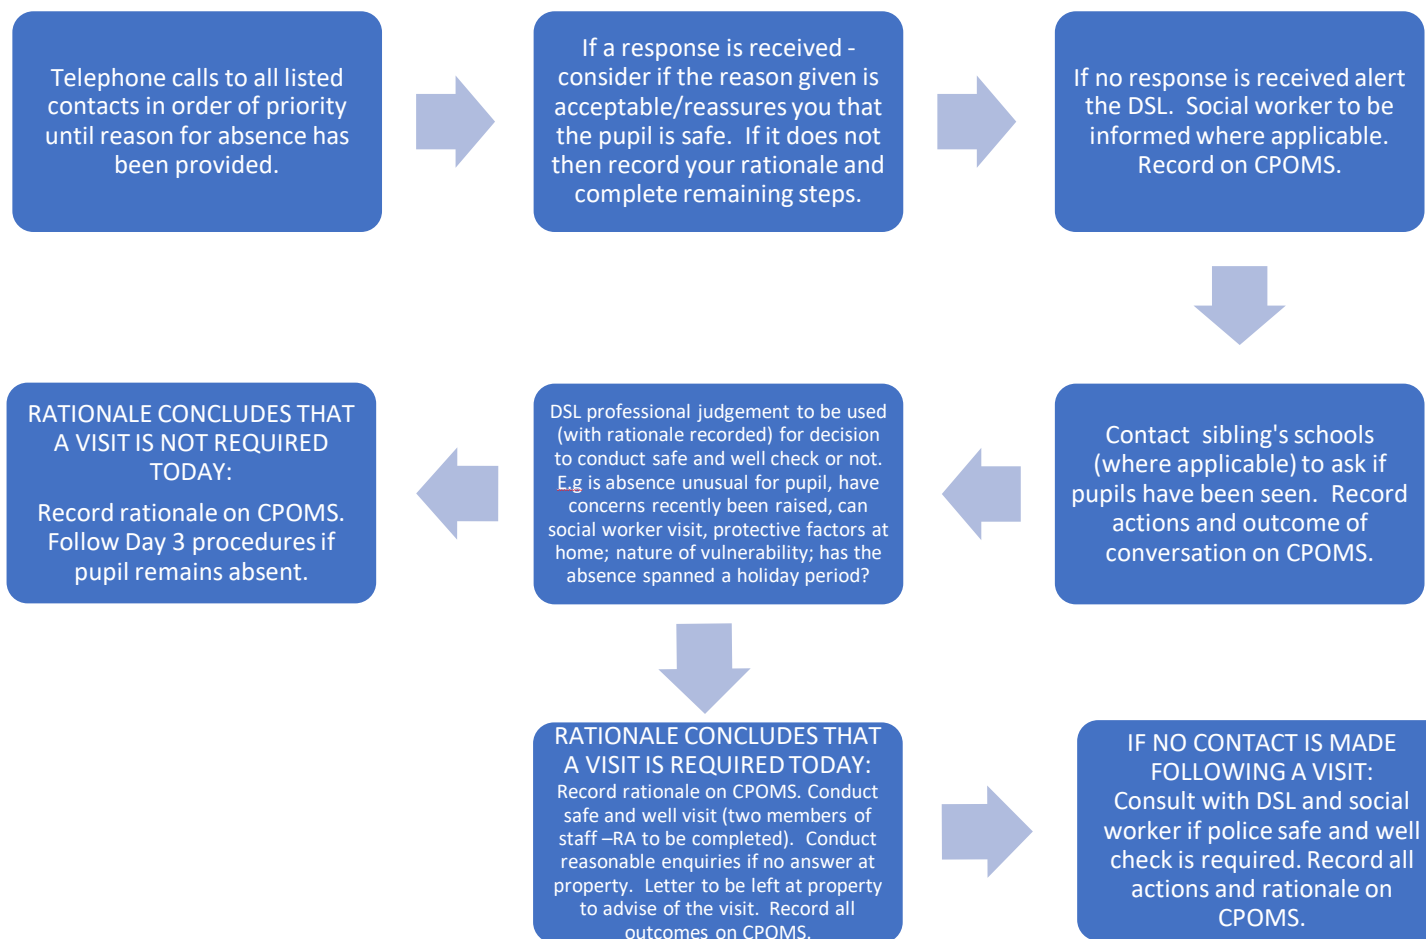 Telephone calls to all listed
contacts in order of priority
until reason for absence has
been provided.
If a response is received -
consider if the reason given is
acceptable/reassures you that
the pupil is safe.  If it does not
then record your rationale and
complete remaining steps.
If no response is received alert
the DSL.  Social worker to be
informed where applicable.
Record on CPOMS.
Contact  sibling's schools
(where applicable) to ask if
pupils have been seen.  Record
actions and outcome of
conversation on CPOMS.
DSL professional judgement to be used
(with rationale recorded) for decision
to conduct safe and well check or not.
E.g is absence unusual for pupil, have
concerns recently been raised, can
social worker visit, protective factors at
home; nature of vulnerability; has the
absence spanned a holiday period?
RATIONALE CONCLUDES THAT
A VISIT IS NOT REQUIRED
TODAY:
Record rationale on CPOMS.
Follow Day 3 procedures if
pupil remains absent.
RATIONALE CONCLUDES THAT
A VISIT IS REQUIRED TODAY:
Record rationale on CPOMS. Conduct
safe and well visit (two members of
staff –RA to be completed).  Conduct
reasonable enquiries if no answer at
property.  Letter to be left at property
to advise of the visit.  Record all
outcomes on CPOMS.
IF NO CONTACT IS MADE
FOLLOWING A VISIT:
Consult with DSL and social
worker if police safe and well
check is required. Record all
actions and rationale on
CPOMS.